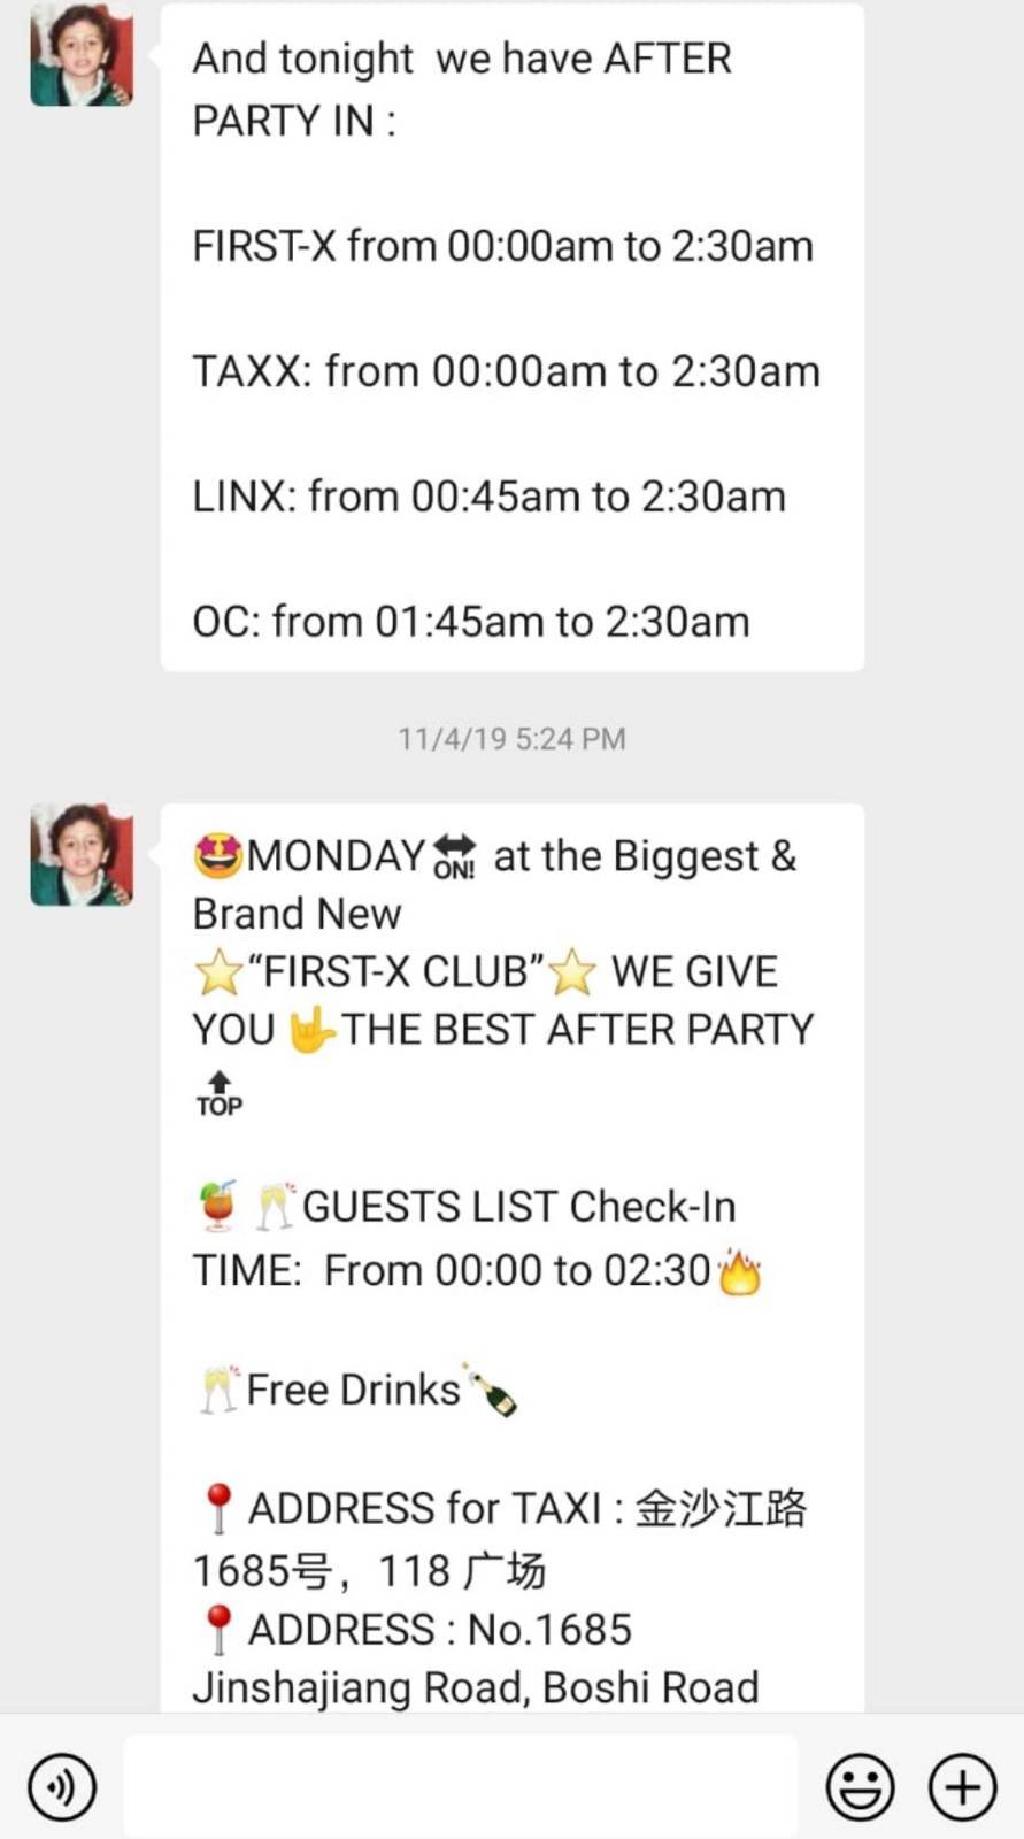 And tonight  we have AFTER
PARTY IN :
FIRST-X from 00:00am to 2:30am
TAXX: from 00:00am to 2:30am
LINX: from 00:45am to 2:30am
OC: from 01:45am to 2:30am
11/4/19 5:24 PM
🤩MONDAY🔛 at the Biggest &
Brand New
⭐“FIRST-X CLUB”⭐ WE GIVE
YOU 🤟THE BEST AFTER PARTY
🔝
🍹🥂GUESTS LIST Check-In
TIME:  From 00:00 to 02:30🔥
🥂Free Drinks🍾
📍ADDRESS for TAXI : 金沙江路
1685号，118 广场
📍ADDRESS : No.1685
Jinshajiang Road, Boshi Road